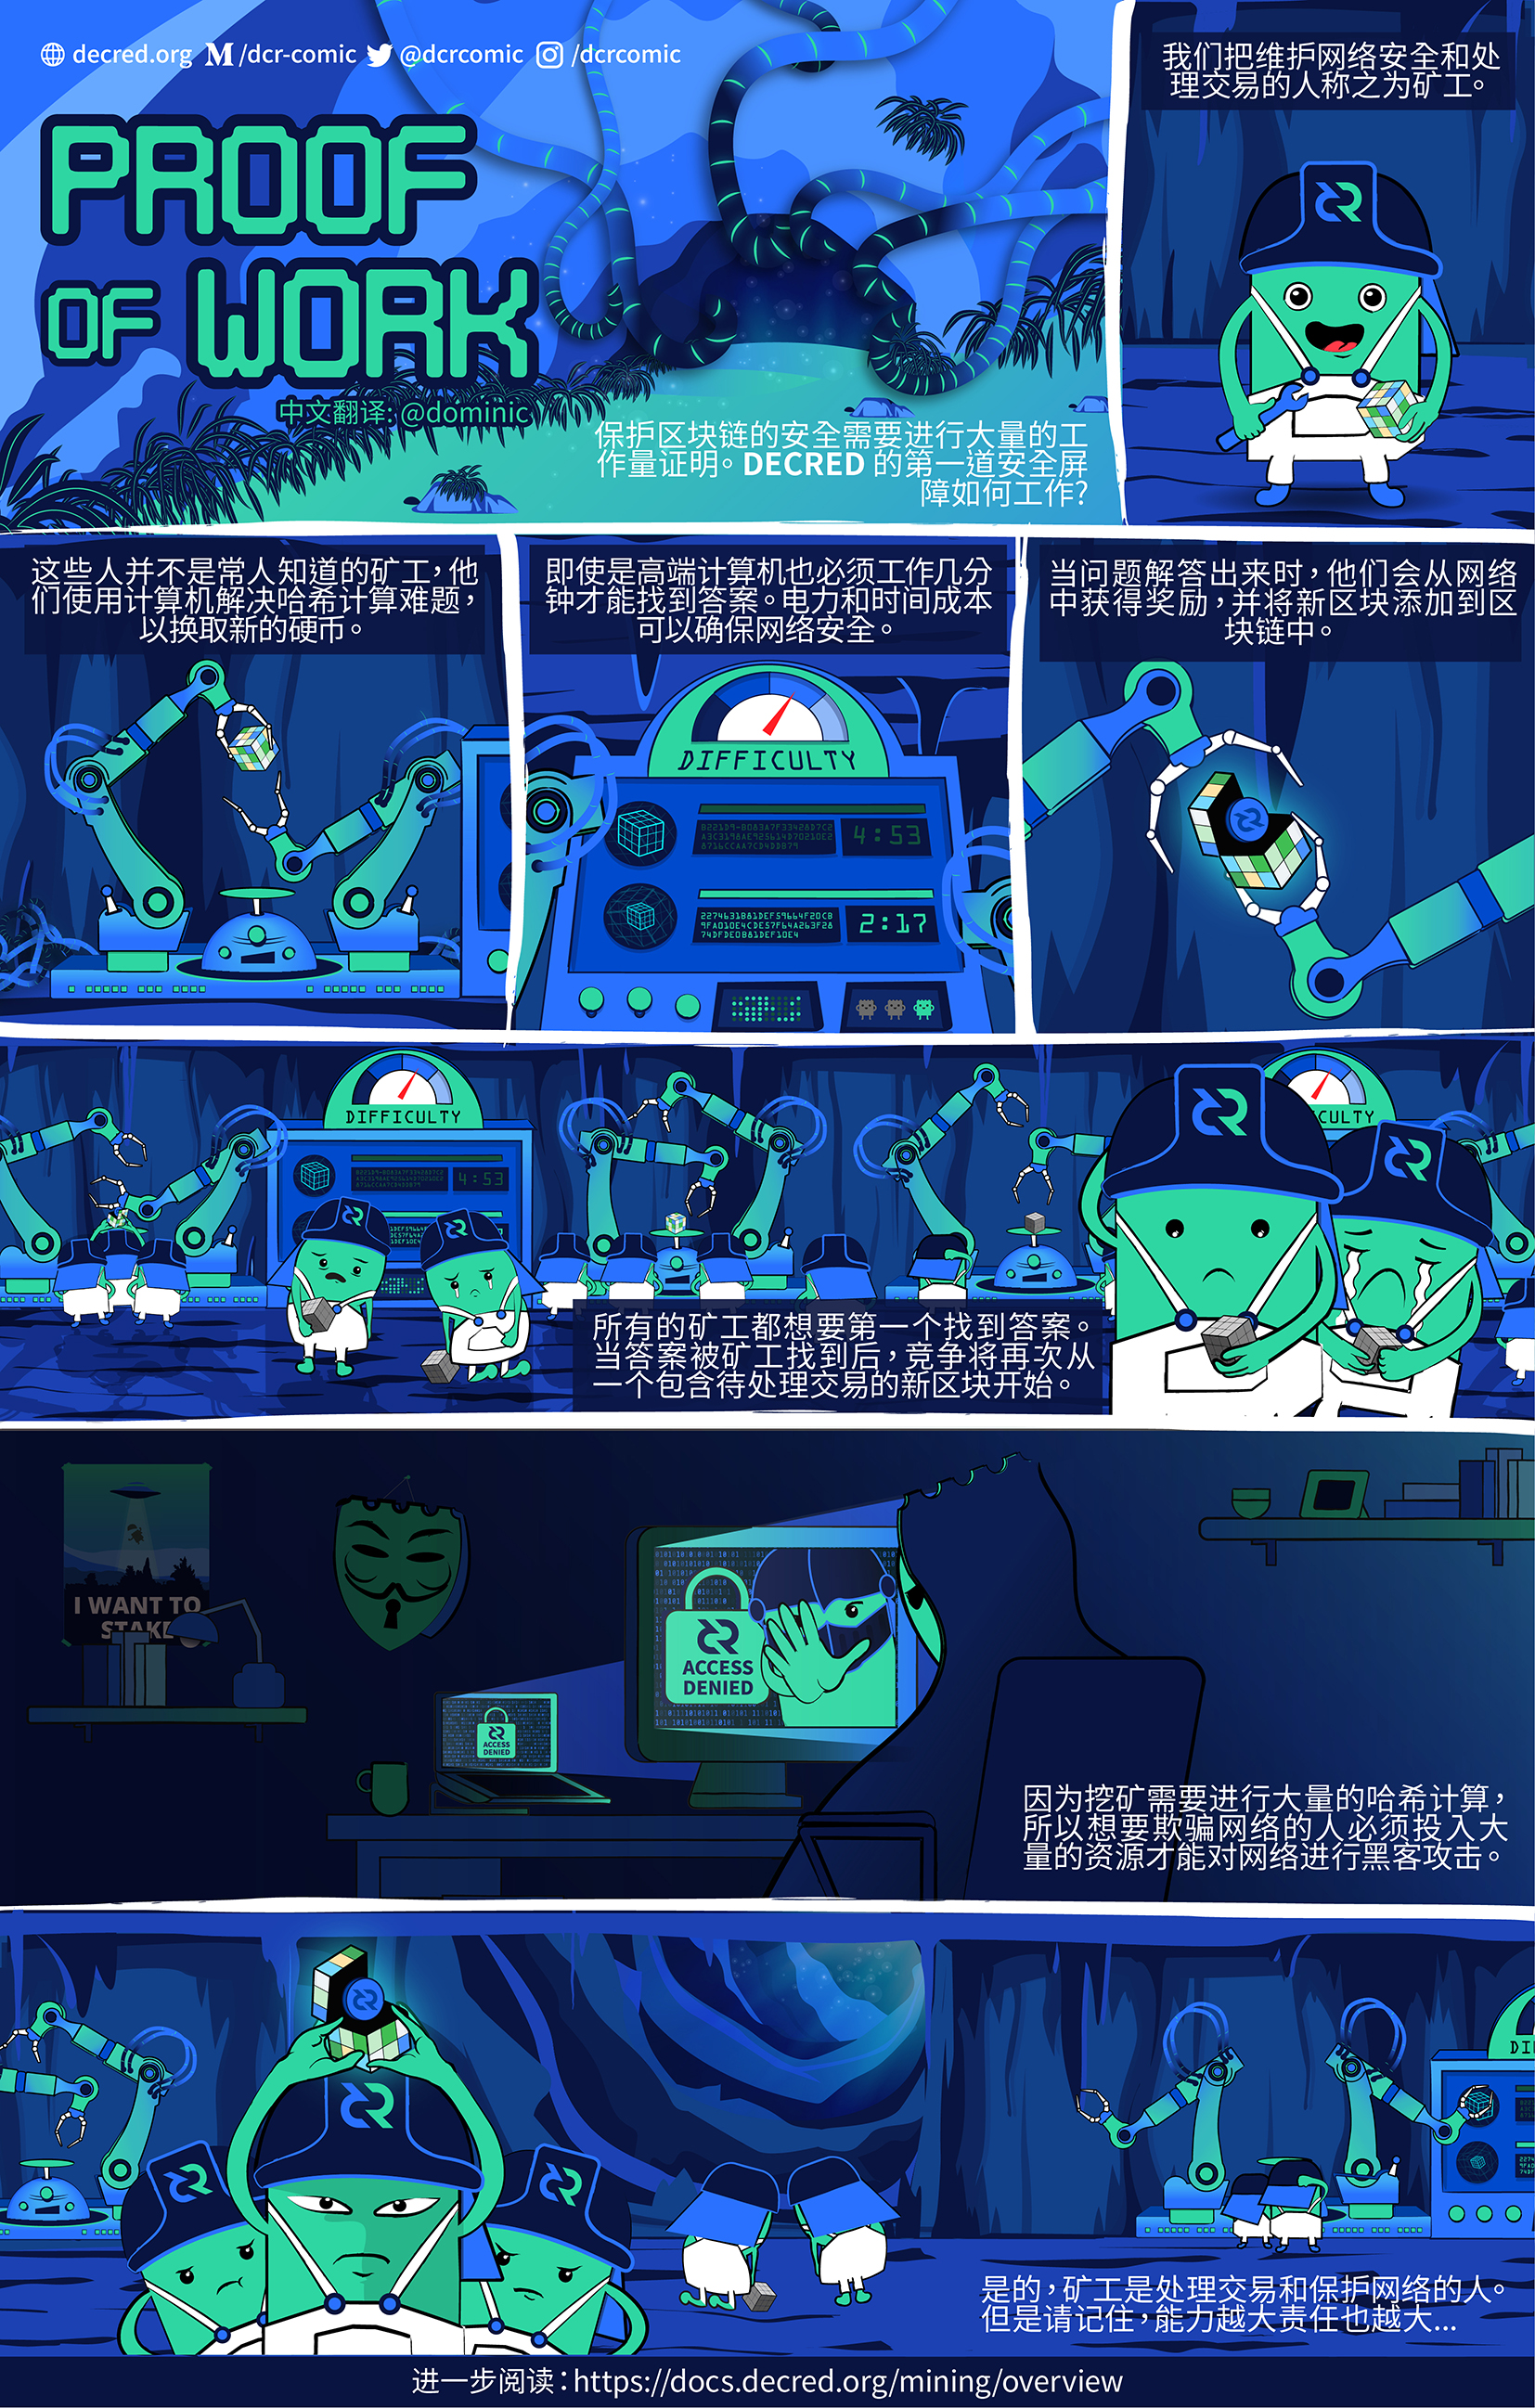 decred.org /dcr-comic @dcrcomic /dcrcomic
PROOF
OF WORK
中文翻译: @dominic
保护区块链的安全需要进行大量的工
作量证明。DECRED 的第一道安全屏
障如何工作?
我们把维护网络安全和处
理交易的人称之为矿工。
这些人并不是常人知道的矿工，他
们使用计算机解决哈希计算难题，
以换取新的硬币。
即使是高端计算机也必须工作几分
钟才能找到答案。电力和时间成本
可以确保网络安全。
DIFFICULTY
4:53
2274631B81DEF59664F20CB
9FA010E4CDE57F64A263F28
74DFDE0B81DEF10E4
2:17
当问题解答出来时，他们会从网络
中获得奖励，并将新区块添加到区
块链中。
DIFFICULTY
4:53
CULTY
所有的矿工都想要第一个找到答案。
当答案被矿工找到后，竞争将再次从
一个包含待处理交易的新区块开始。
I WANT TO
STAKE
ACCESS
DENIED
ACCESS
DENIED
因为挖矿需要进行大量的哈希计算，
所以想要欺骗网络的人必须投入大
量的资源才能对网络进行黑客攻击。
DI
是的，矿工是处理交易和保护网络的人。
但是请记住，能力越大责任也越大...
进一步阅读：https://docs.decred.org/mining/overview